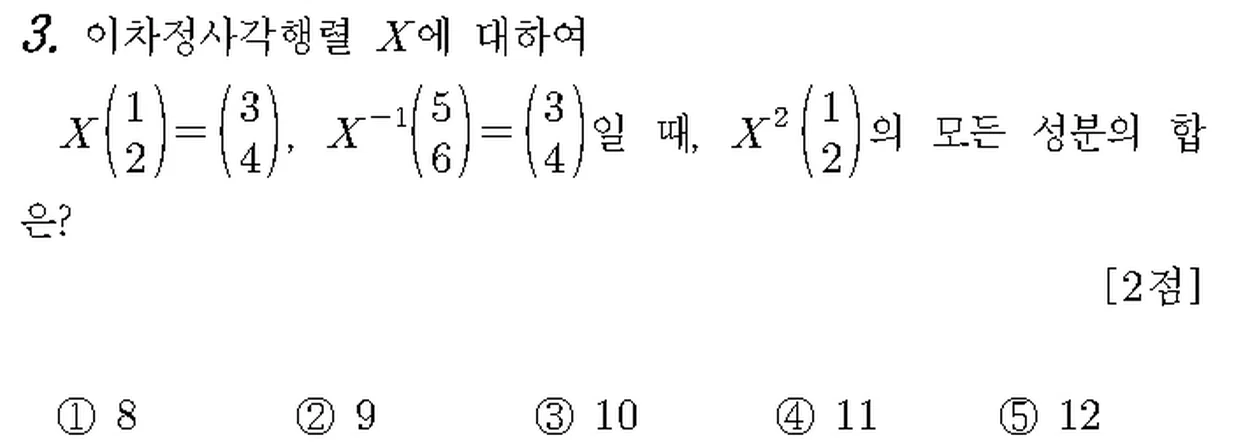 3. 이차정사각행렬 X에 대하여
X(1 2)=(3 4), X⁻¹(5 6)=(3 4)일 때, X²(1 2)의 모든 성분의 합
은?
[2점]
① 8 ② 9 ③ 10 ④ 11 ⑤ 12